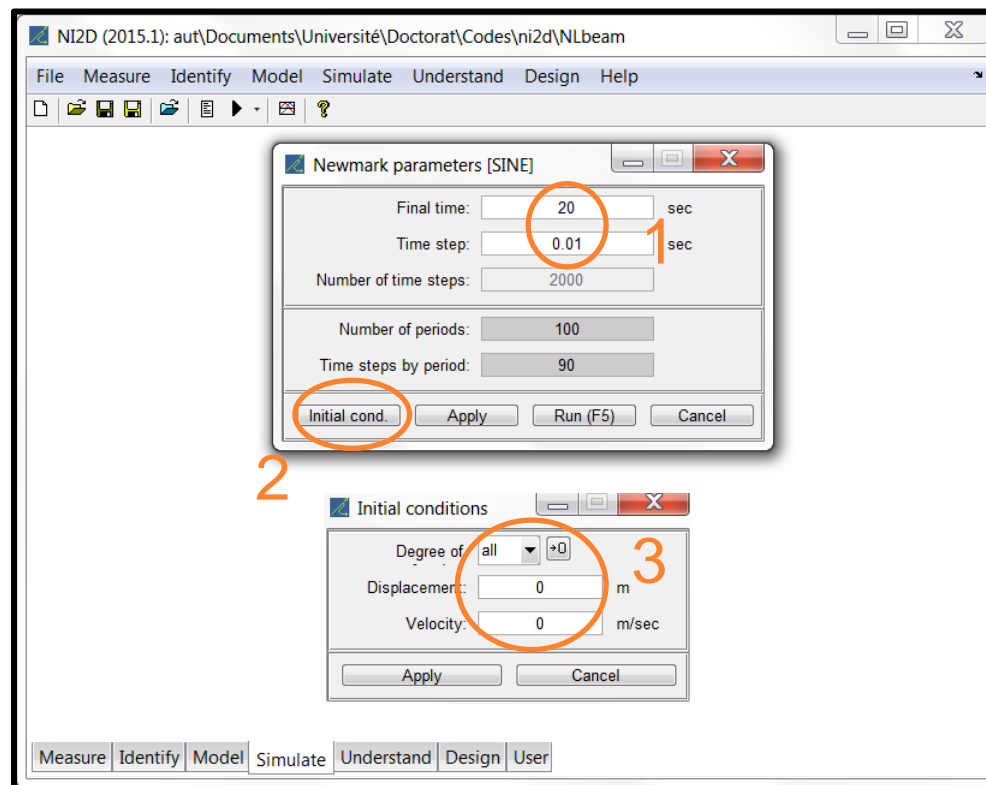 NI2D (2015.1): aut\Documents\Université\Doctorat\Codes\ni2d\NLbeam
File Measure Identify Model Simulate Understand Design Help
Newmark parameters [SINE]
Final time: 20 sec
1
Time step: 0.01 sec
Number of time steps: 2000
Number of periods: 100
Time steps by period: 90
Initial cond. Apply Run (F5) Cancel
2
Initial conditions
Degree of all →0
3
Displacement: 0 m
Velocity: 0 m/sec
Apply Cancel
Measure Identify Model Simulate Understand Design User